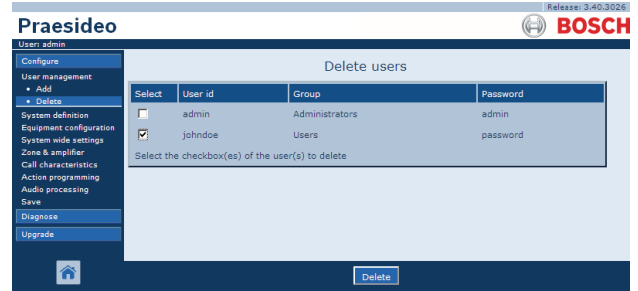 Release: 3.40.3026
Praesideo
BOSCH
User: admin
Configure
User management
• Add
• Delete
System definition
Equipment configuration
System wide settings
Zone & amplifier
Call characteristics
Action programming
Audio processing
Save
Diagnose
Upgrade
Delete users
Select User id Group Password
admin Administrators admin
johndoe Users password
Select the checkbox(es) of the user(s) to delete
Delete